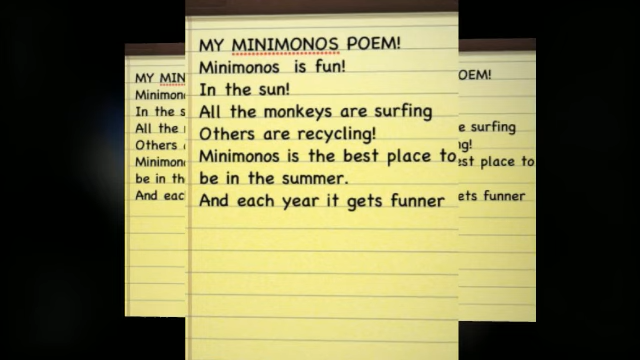 MY MINIMONOS POEM!
Minimonos is fun!
In the sun!
All the monkeys are surfing
Others are recycling!
Minimonos is the best place to
be in the summer.
And each year it gets funner